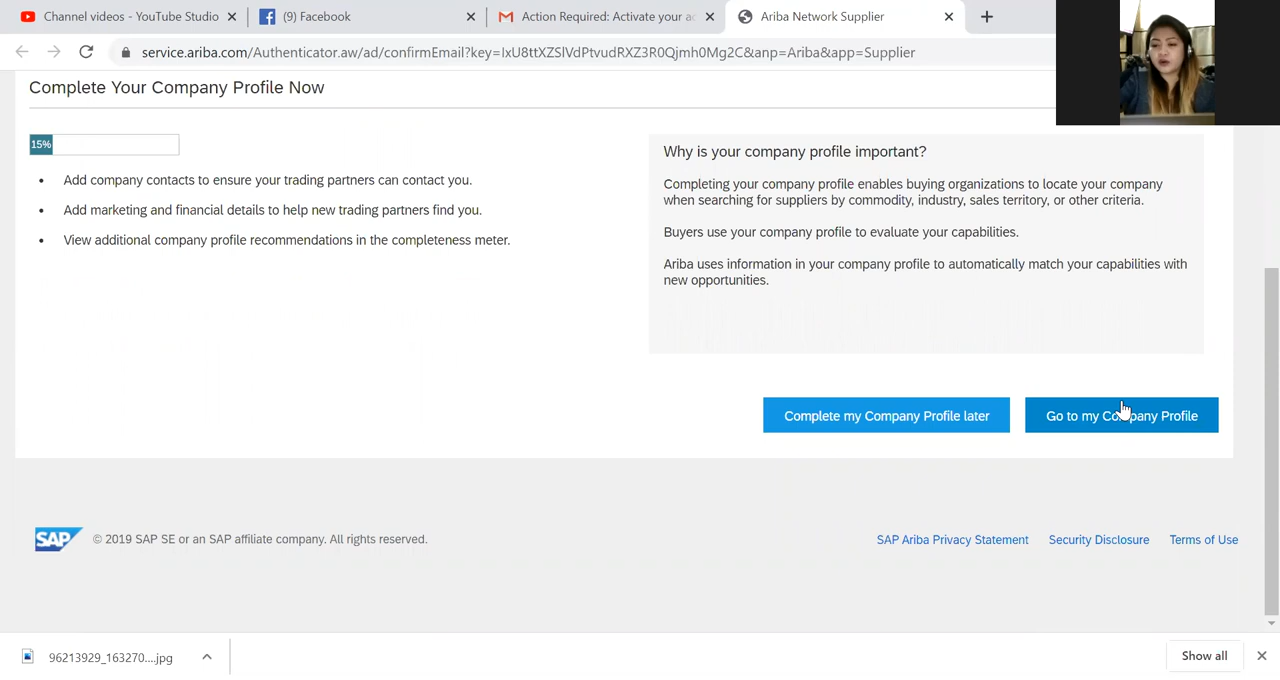 Channel videos - YouTube Studio
(9) Facebook
Action Required: Activate your ac
Ariba Network Supplier
service.ariba.com/Authenticator.aw/ad/confirmEmail?key=IxU8ttXZSlVdPtvudRXZ3R0Qjmh0Mg2C&anp=Ariba&app=Supplier
Complete Your Company Profile Now
15%
Add company contacts to ensure your trading partners can contact you.
Add marketing and financial details to help new trading partners find you.
View additional company profile recommendations in the completeness meter.
Why is your company profile important?
Completing your company profile enables buying organizations to locate your company
when searching for suppliers by commodity, industry, sales territory, or other criteria.
Buyers use your company profile to evaluate your capabilities.
Ariba uses information in your company profile to automatically match your capabilities with
new opportunities.
Complete my Company Profile later
Go to my Company Profile
SAP
© 2019 SAP SE or an SAP affiliate company. All rights reserved.
SAP Ariba Privacy Statement
Security Disclosure
Terms of Use
96213929_163270....jpg
Show all